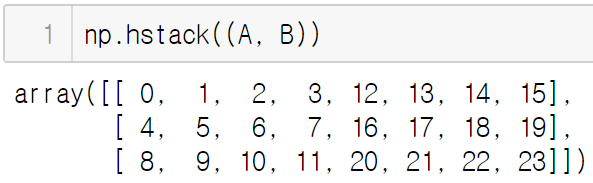 1 np.hstack((A, B))
array([[ 0,  1,  2,  3, 12, 13, 14, 15],
       [ 4,  5,  6,  7, 16, 17, 18, 19],
       [ 8,  9, 10, 11, 20, 21, 22, 23]])